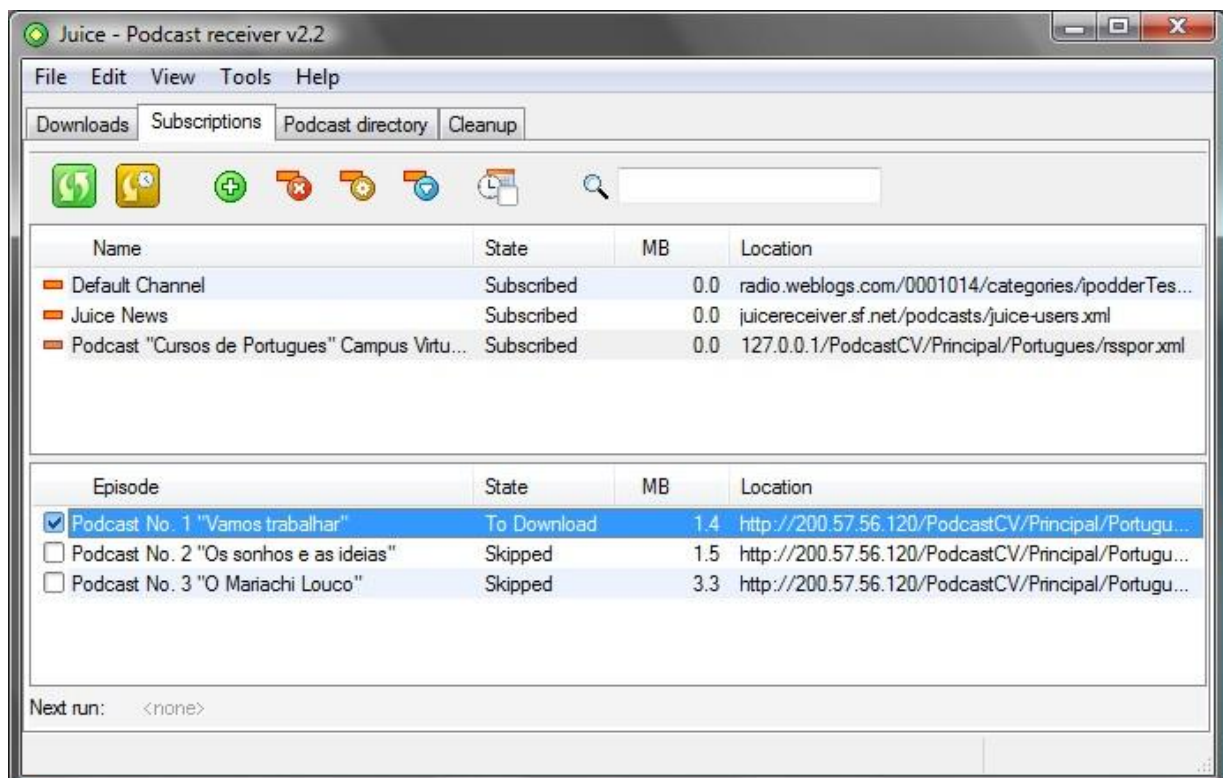 Juice - Podcast receiver v2.2
File Edit View Tools Help
Downloads Subscriptions Podcast directory Cleanup
Name State MB Location
Default Channel Subscribed 0.0 radio.weblogs.com/0001014/categories/ipodderTes...
Juice News Subscribed 0.0 juicereceiver.sf.net/podcasts/juice-users.xml
Podcast "Cursos de Portugues" Campus Virtu... Subscribed 0.0 127.0.0.1/PodcastCV/Principal/Portugues/rsspor.xml
Episode State MB Location
Podcast No. 1 "Vamos trabalhar" To Download 1.4 http://200.57.56.120/PodcastCV/Principal/Portugu...
Podcast No. 2 "Os sonhos e as ideias" Skipped 1.5 http://200.57.56.120/PodcastCV/Principal/Portugu...
Podcast No. 3 "O Mariachi Louco" Skipped 3.3 http://200.57.56.120/PodcastCV/Principal/Portugu...
Next run: <none>